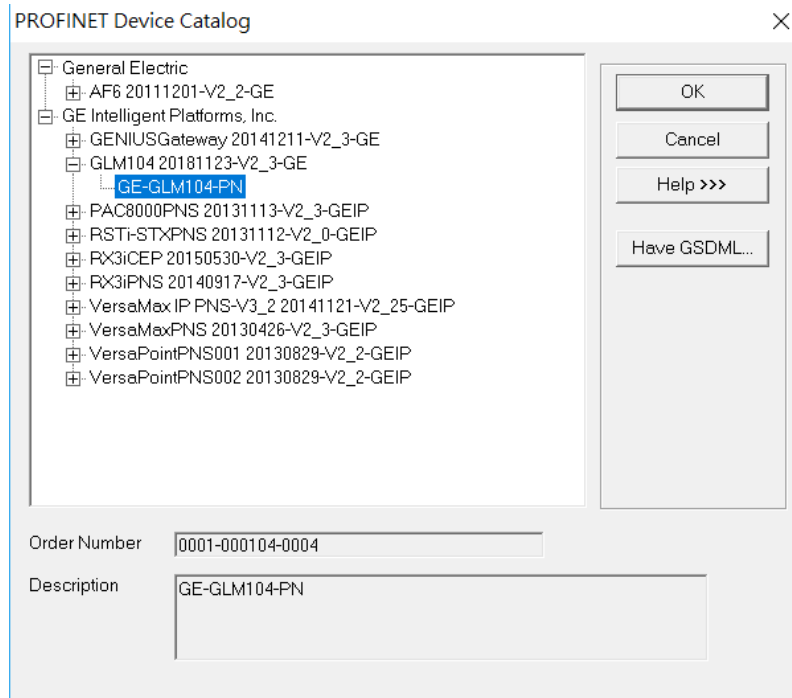 PROFINET Device Catalog
General Electric
AF6 20111201-V2_2-GE
GE Intelligent Platforms, Inc.
GENIUSGateway 20141211-V2_3-GE
GLM104 20181123-V2_3-GE
GE-GLM104-PN
PAC8000PNS 20131113-V2_3-GEIP
RSTi-STXPNS 20131112-V2_0-GEIP
RX3iCEP 20150530-V2_3-GEIP
RX3iPNS 20140917-V2_3-GEIP
VersaMax IP PNS-V3_2 20141121-V2_25-GEIP
VersaMaxPNS 20130426-V2_3-GEIP
VersaPointPNS001 20130829-V2_2-GEIP
VersaPointPNS002 20130829-V2_2-GEIP
OK
Cancel
Help >>>
Have GSDML...
Order Number 0001-000104-0004
Description GE-GLM104-PN